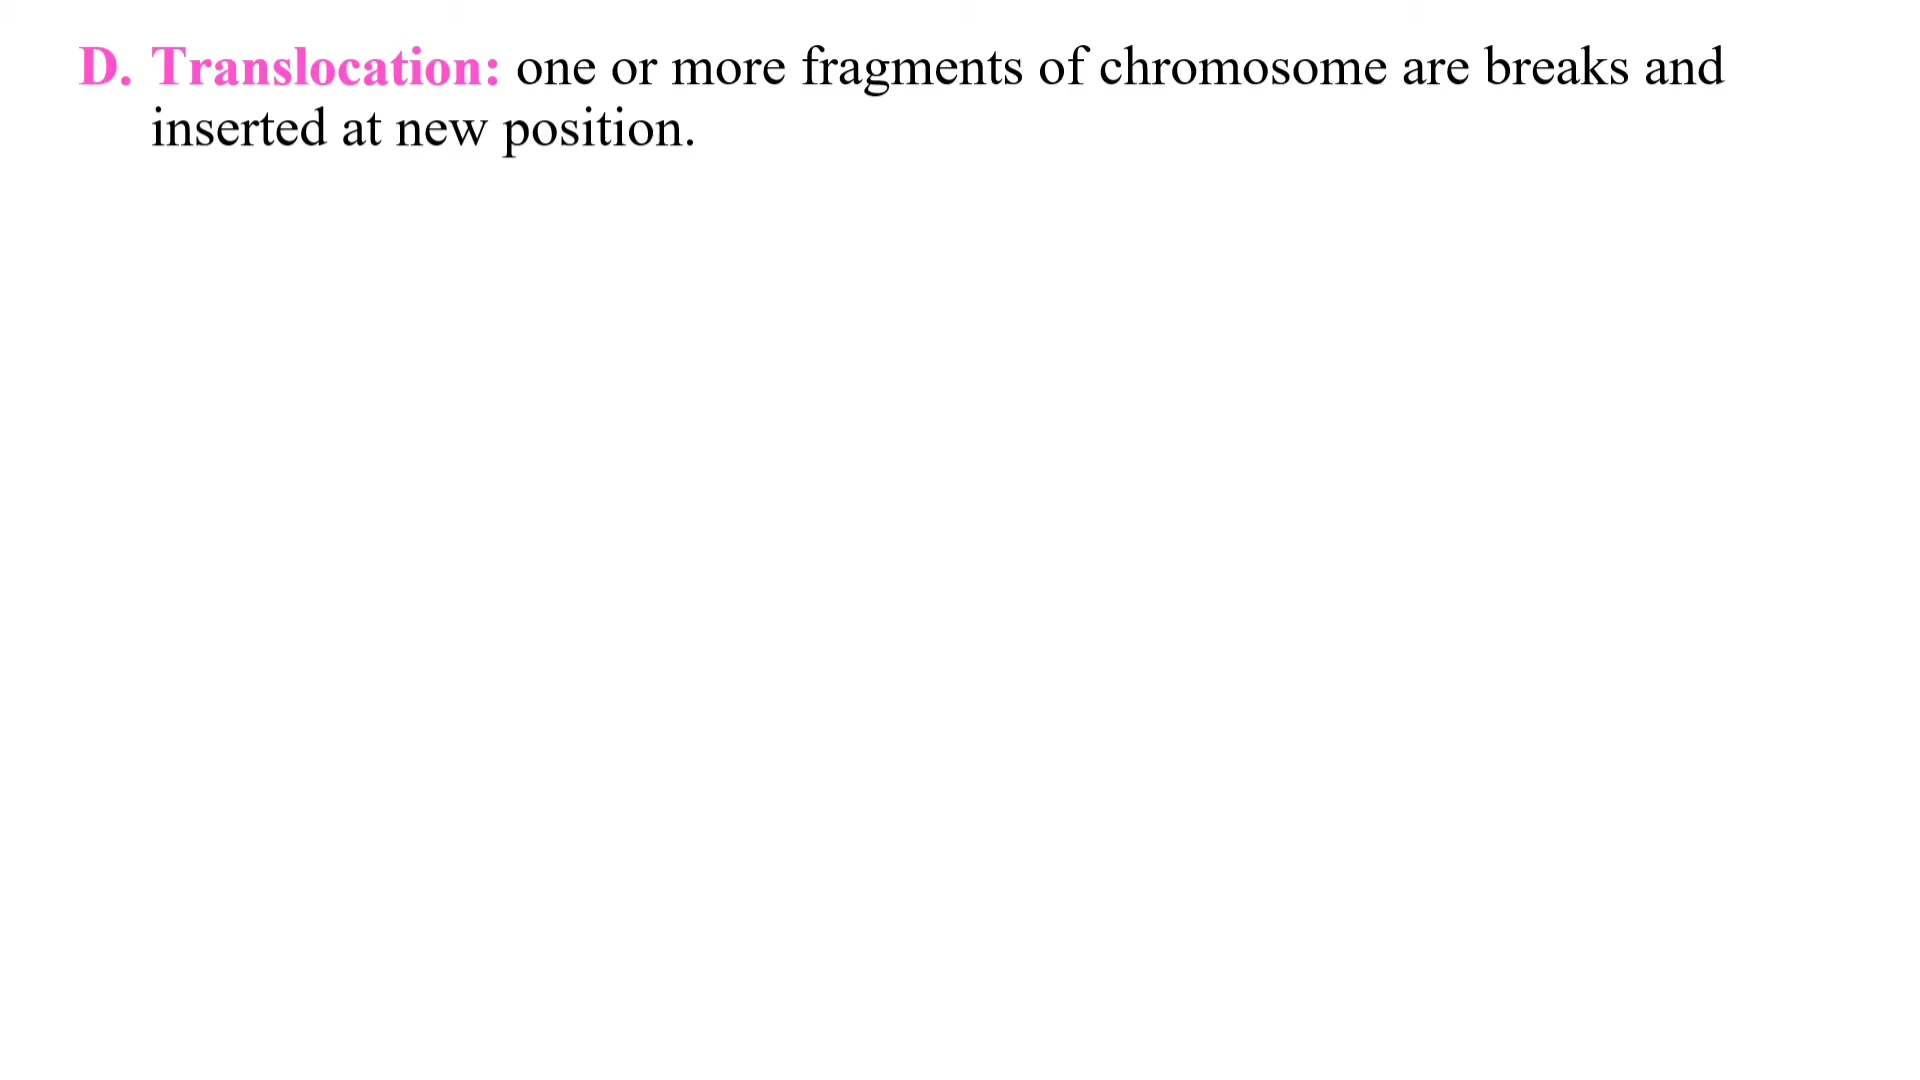 D. Translocation: one or more fragments of chromosome are breaks and
inserted at new position.